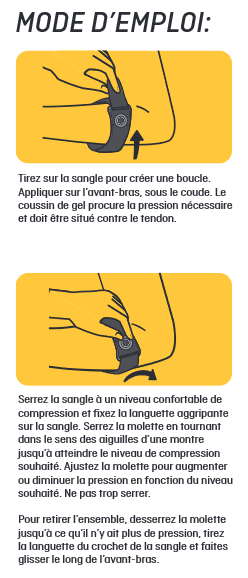 MODE D'EMPLOI:
Tirez sur la sangle pour créer une boucle.
Appliquer sur l'avant-bras, sous le coude. Le
coussin de gel procure la pression nécessaire
et doit être situé contre le tendon.
Serrez la sangle à un niveau confortable de
compression et fixez la languette aggripante
sur la sangle. Serrez la molette en tournant
dans le sens des aiguilles d'une montre
jusqu'à atteindre le niveau de compression
souhaité. Ajustez la molette pour augmenter
ou diminuer la pression en fonction du niveau
souhaité. Ne pas trop serrer.
Pour retirer l'ensemble, desserrez la molette
jusqu'à ce qu'il n'y ait plus de pression, tirez
la languette du crochet de la sangle et faites
glisser le long de l'avant-bras.